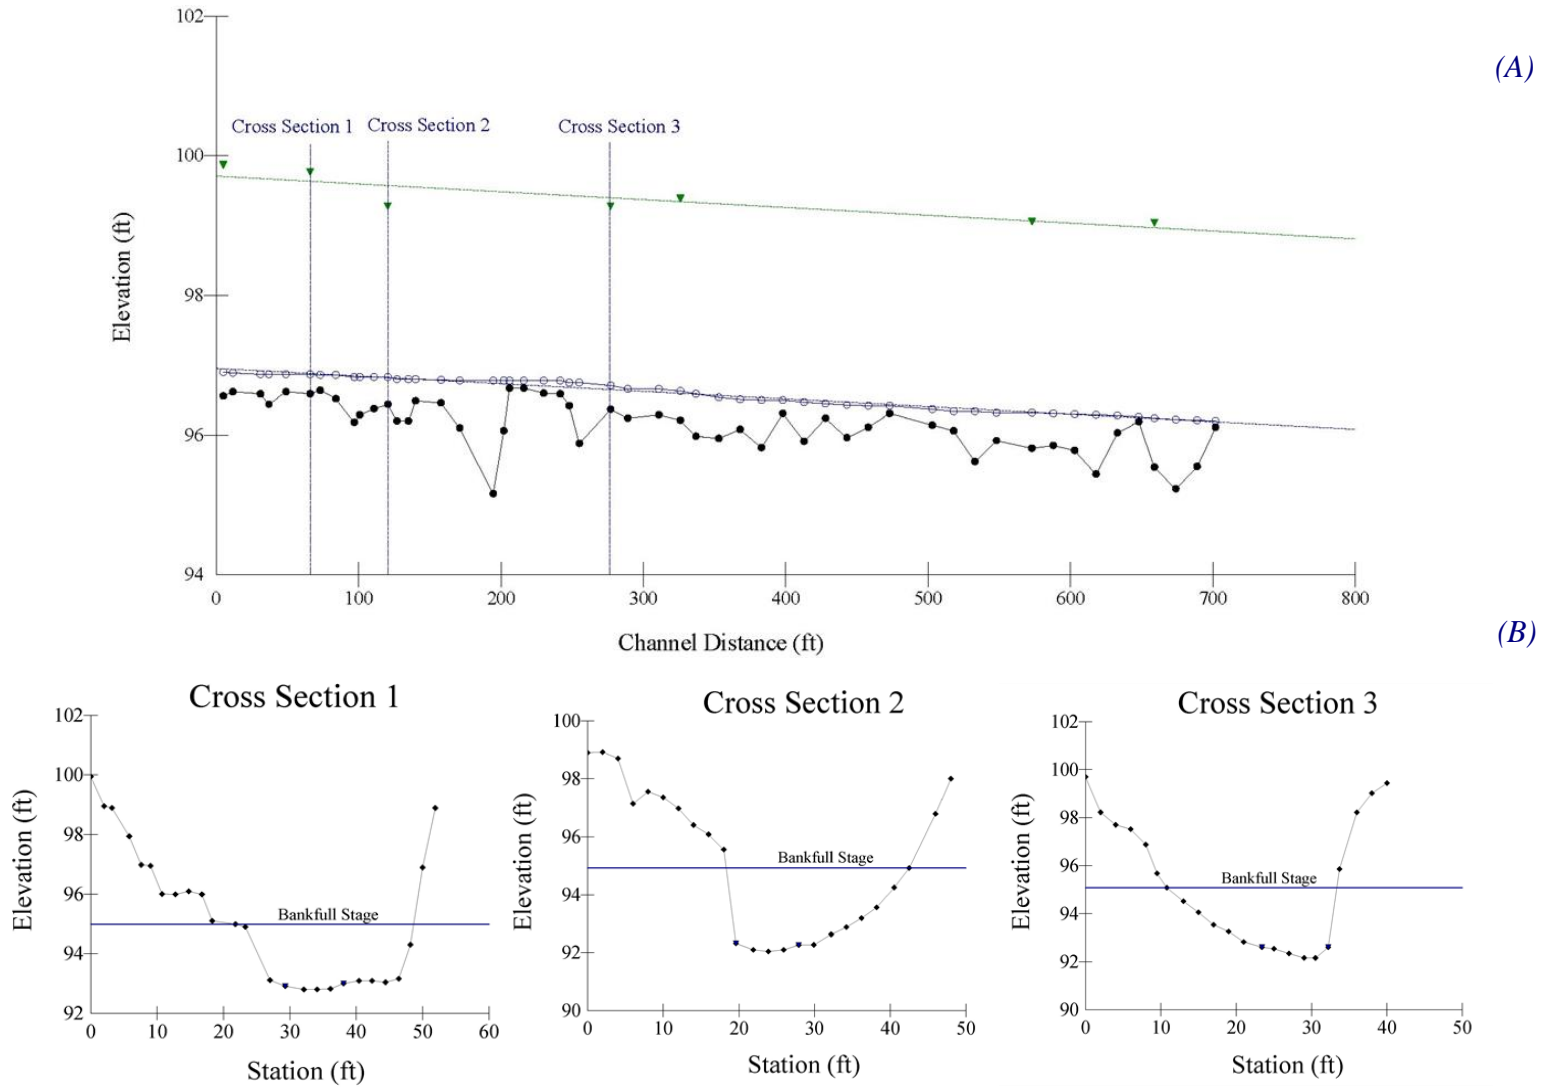 102
(A)
Cross Section 1 Cross Section 2 Cross Section 3
100
Elevation (ft)
98
96
94
0 100 200 300 400 500 600 700 800
Channel Distance (ft)
(B)
Cross Section 1
102
100
98
96
94
92
Elevation (ft)
Bankfull Stage
0 10 20 30 40 50 60
Station (ft)
Cross Section 2
100
98
96
94
92
90
Elevation (ft)
Bankfull Stage
0 10 20 30 40 50
Station (ft)
Cross Section 3
102
100
98
96
94
92
90
Elevation (ft)
Bankfull Stage
0 10 20 30 40 50
Station (ft)